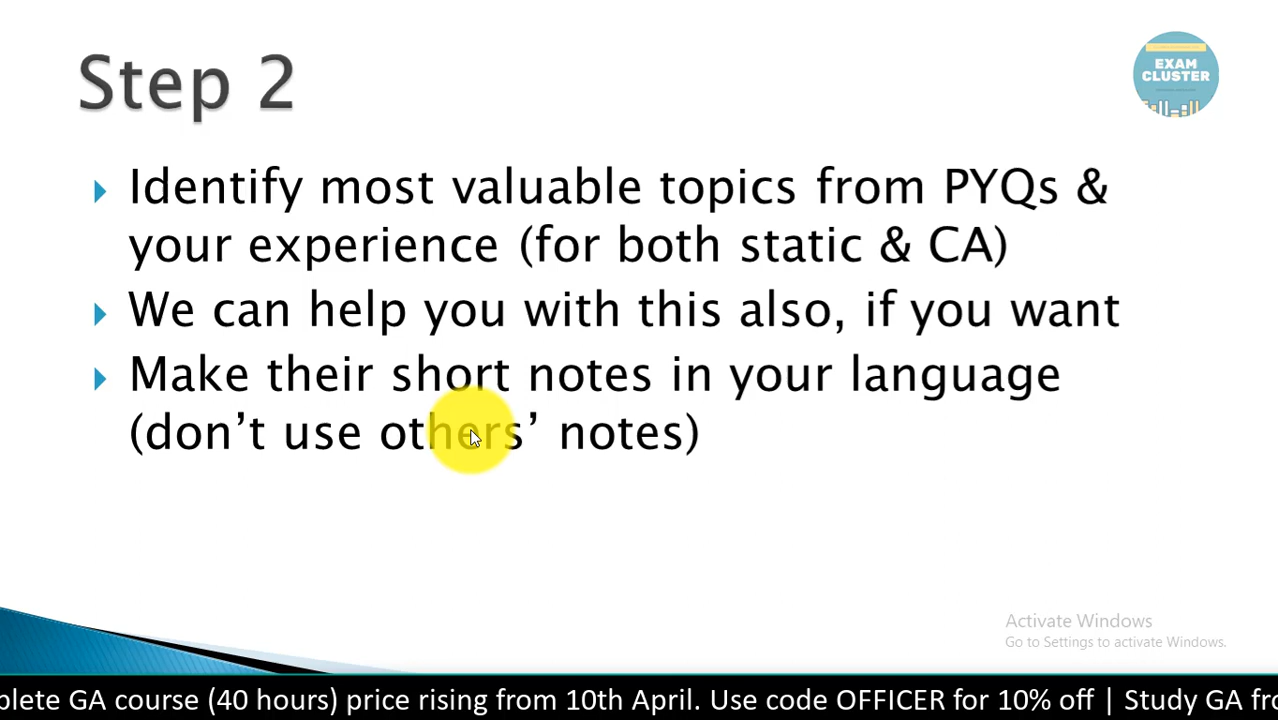 Step 2
EXAM
CLUSTER
Identify most valuable topics from PYQs &
your experience (for both static & CA)
We can help you with this also, if you want
Make their short notes in your language
(don’t use others’ notes)
Activate Windows
Go to Settings to activate Windows.
plete GA course (40 hours) price rising from 10th April. Use code OFFICER for 10% off | Study GA fro